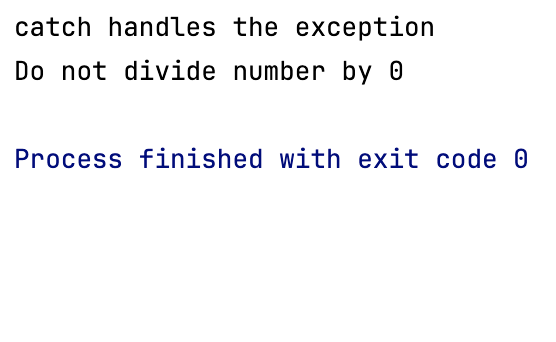 catch handles the exception
Do not divide number by 0
Process finished with exit code 0